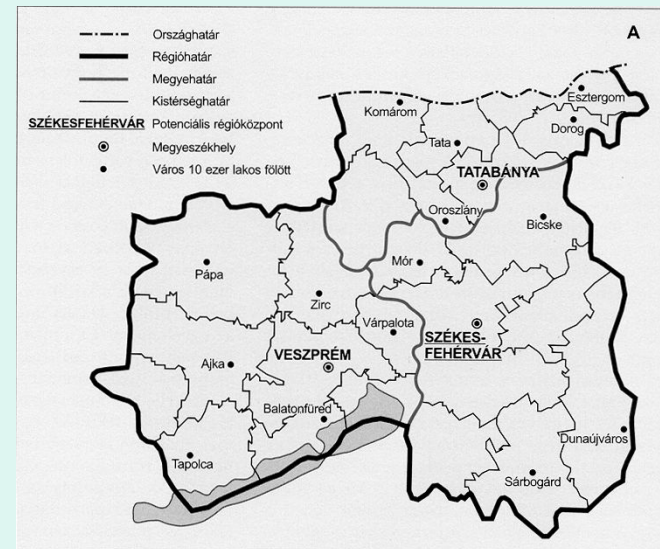 Országhatár
A
Régióhatár
Megyehatár
Kistérséghatár
SZÉKESFEHÉRVÁR Potenciális régióközpont
Megyeszékhely
Város 10 ezer lakos fölött
Esztergom
Komárom
Dorog
Tata
TATABÁNYA
Oroszlány
Bicske
Mór
Pápa
Zirc
Várpalota
SZÉKES-
FEHÉRVÁR
VESZPRÉM
Ajka
Balatonfüred
Dunaújváros
Tapolca
Sárbogárd